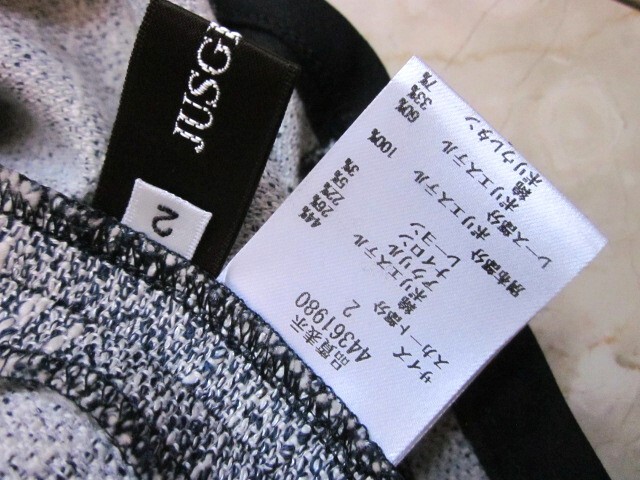 JUSGL
2
品質表示
44361980
サイズ 2
スカート部分
綿 44%
ポリエステル 26%
アクリル 22%
ナイロン 5%
レーヨン 3%
レース部分
ポリエステル 100%
別布部分
ポリエステル 60%
綿 33%
ポリウレタン 7%